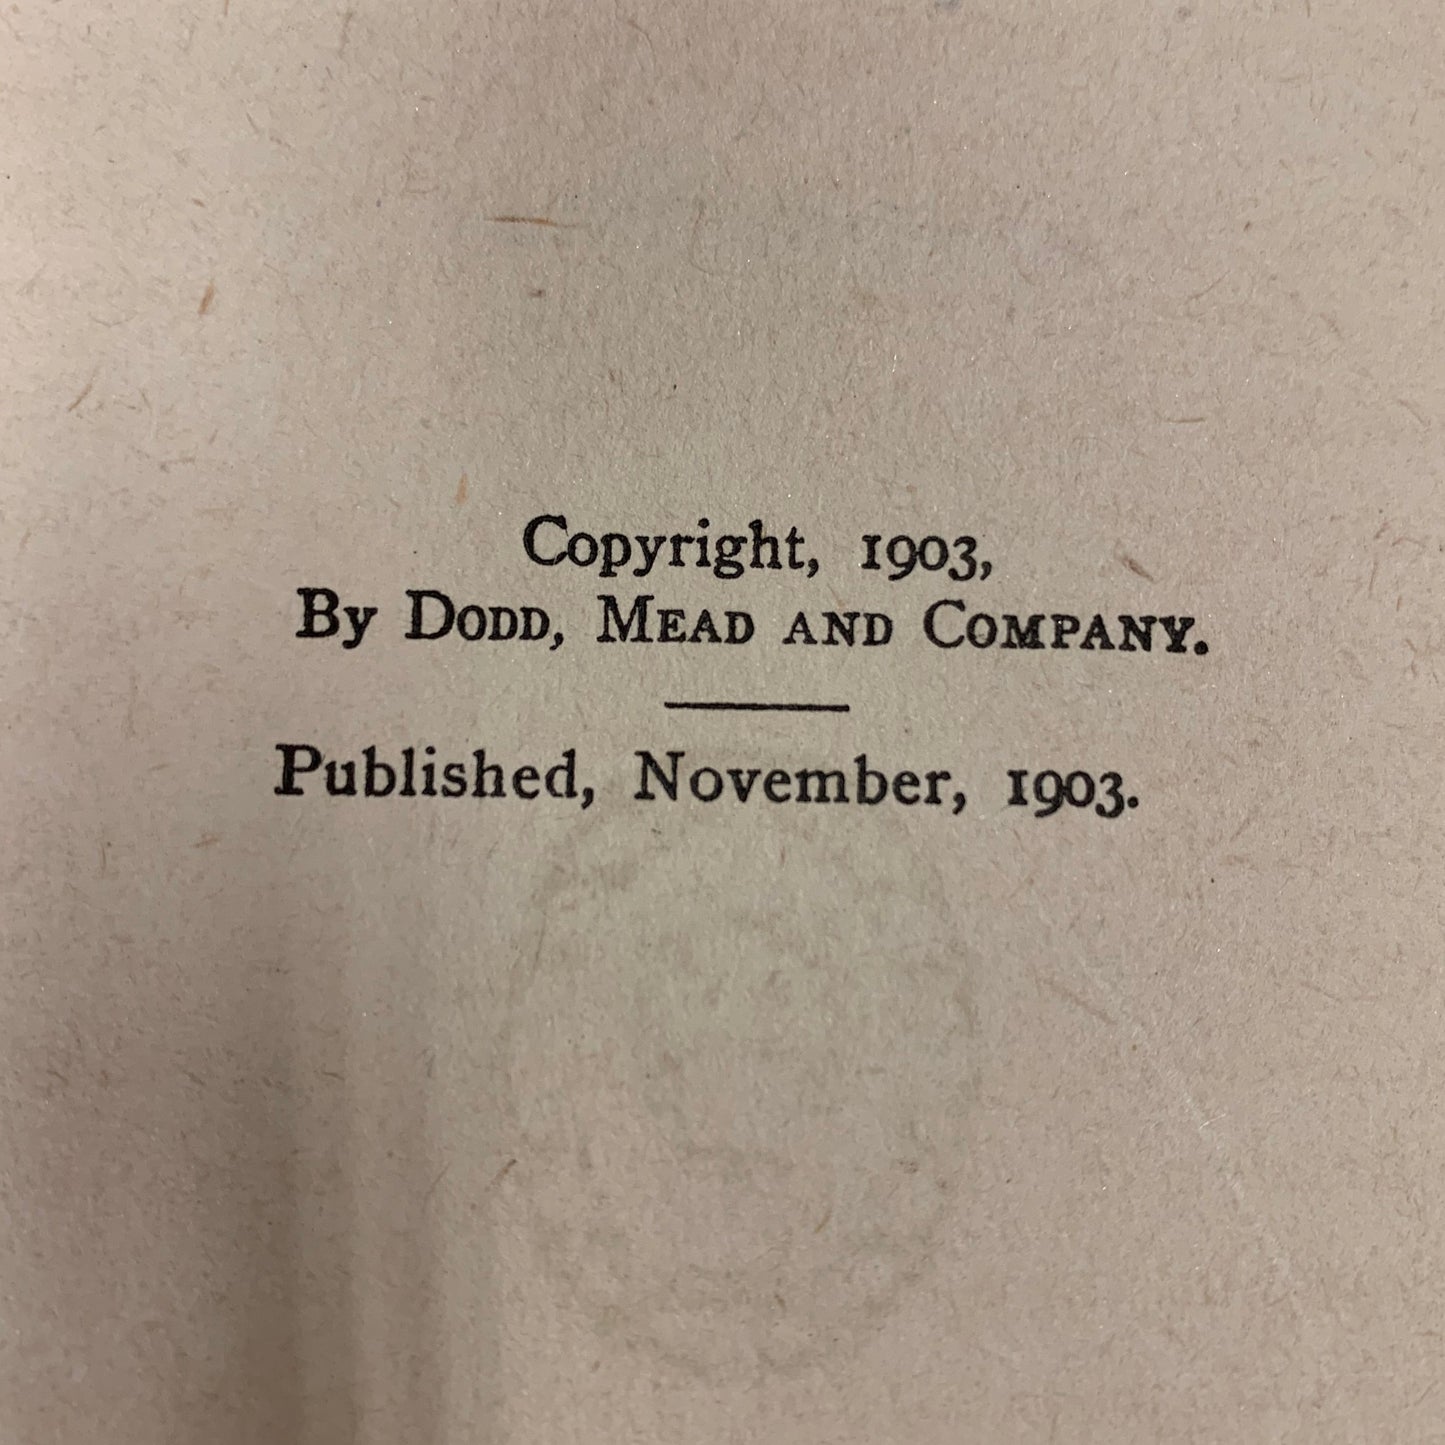 Copyright, 1903,
By Dodd, Mead and Company.
Published, November, 1903.